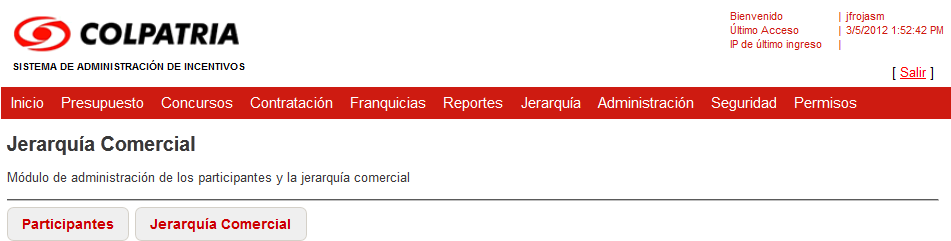 COLPATRIA
SISTEMA DE ADMINISTRACIÓN DE INCENTIVOS
Bienvenido | jfrojasm
Último Acceso | 3/5/2012 1:52:42 PM
IP de último ingreso |
[ Salir ]
Inicio Presupuesto Concursos Contratación Franquicias Reportes Jerarquía Administración Seguridad Permisos
Jerarquía Comercial
Módulo de administración de los participantes y la jerarquía comercial
Participantes Jerarquía Comercial